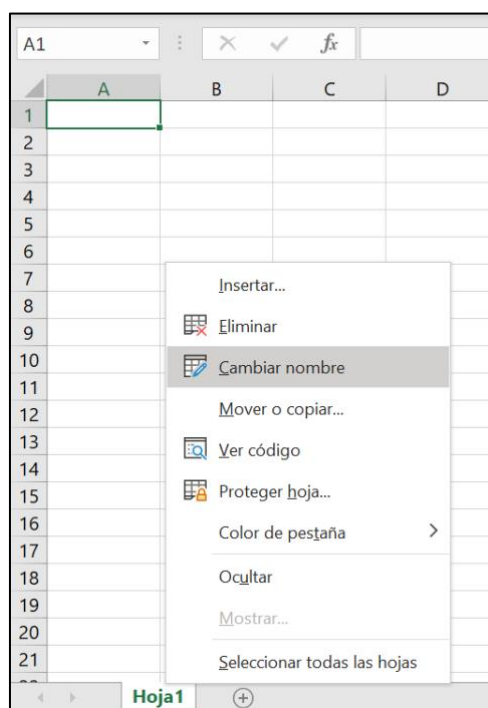 A1 fx
A B C D
1
2
3
4
5
6
7
8
9
10
11
12
13
14
15
16
17
18
19
20
21
Insertar...
Eliminar
Cambiar nombre
Mover o copiar...
Ver código
Proteger hoja...
Color de pestaña
Ocultar
Mostrar...
Seleccionar todas las hojas
Hoja1